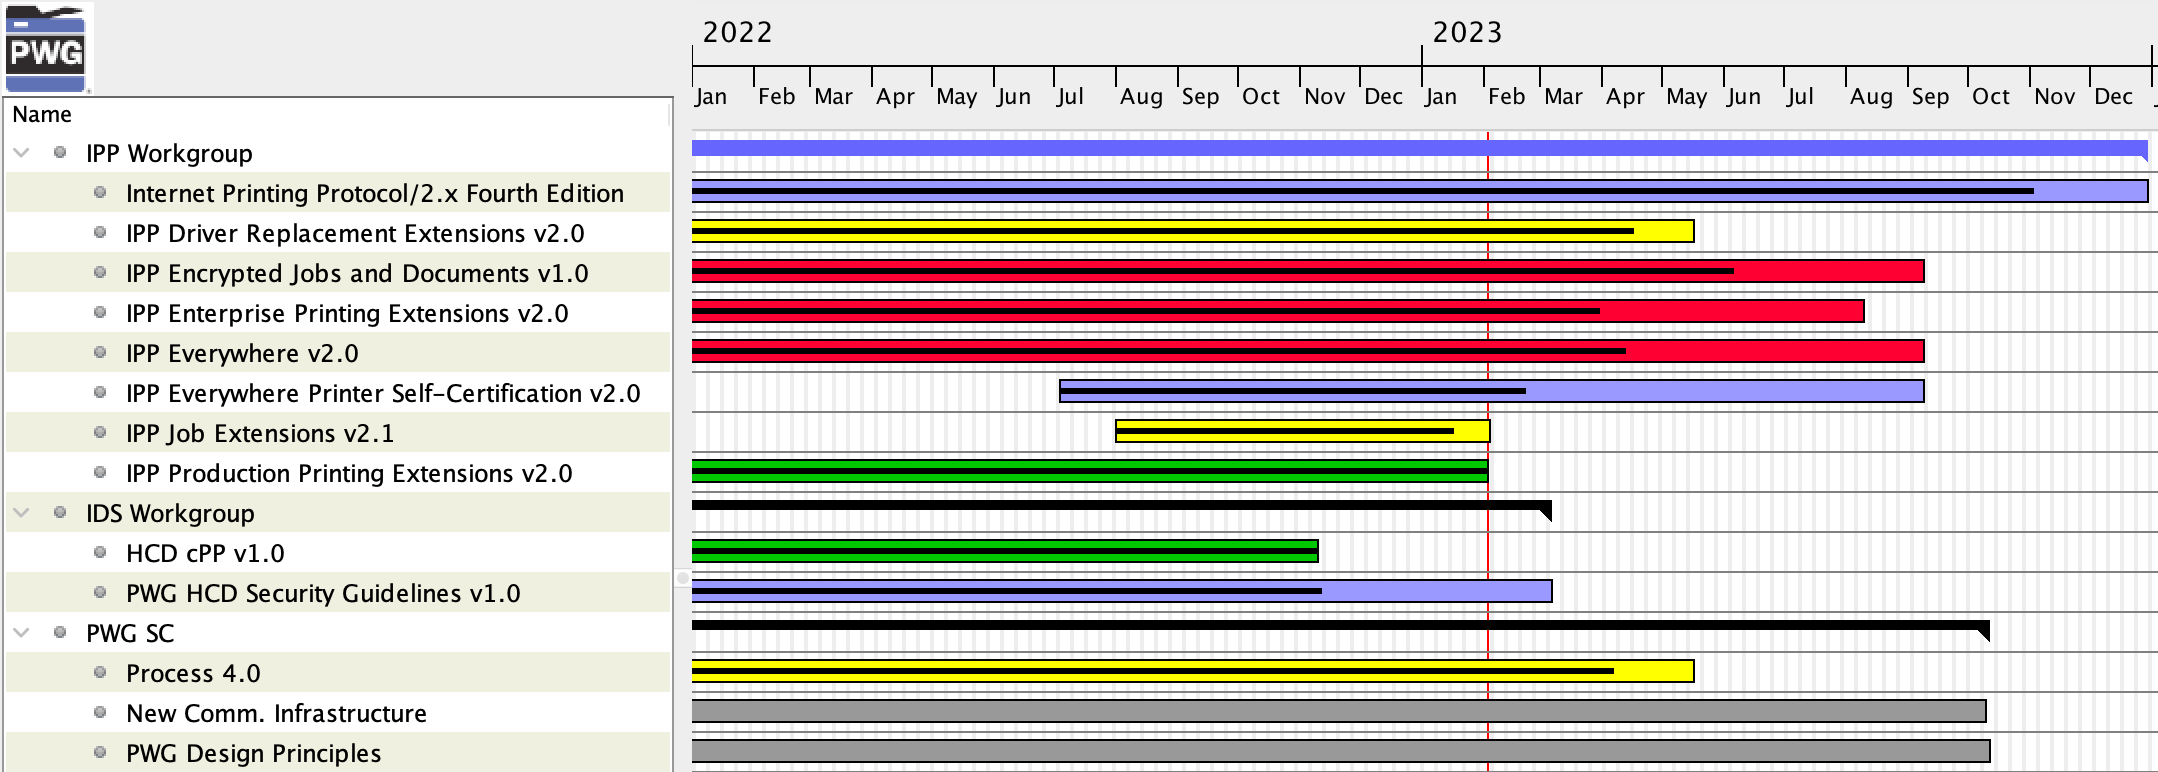 PWG
2022 2023
Jan Feb Mar Apr May Jun Jul Aug Sep Oct Nov Dec Jan Feb Mar Apr May Jun Jul Aug Sep Oct Nov Dec
Name
IPP Workgroup
Internet Printing Protocol/2.x Fourth Edition
IPP Driver Replacement Extensions v2.0
IPP Encrypted Jobs and Documents v1.0
IPP Enterprise Printing Extensions v2.0
IPP Everywhere v2.0
IPP Everywhere Printer Self-Certification v2.0
IPP Job Extensions v2.1
IPP Production Printing Extensions v2.0
IDS Workgroup
HCD cPP v1.0
PWG HCD Security Guidelines v1.0
PWG SC
Process 4.0
New Comm. Infrastructure
PWG Design Principles